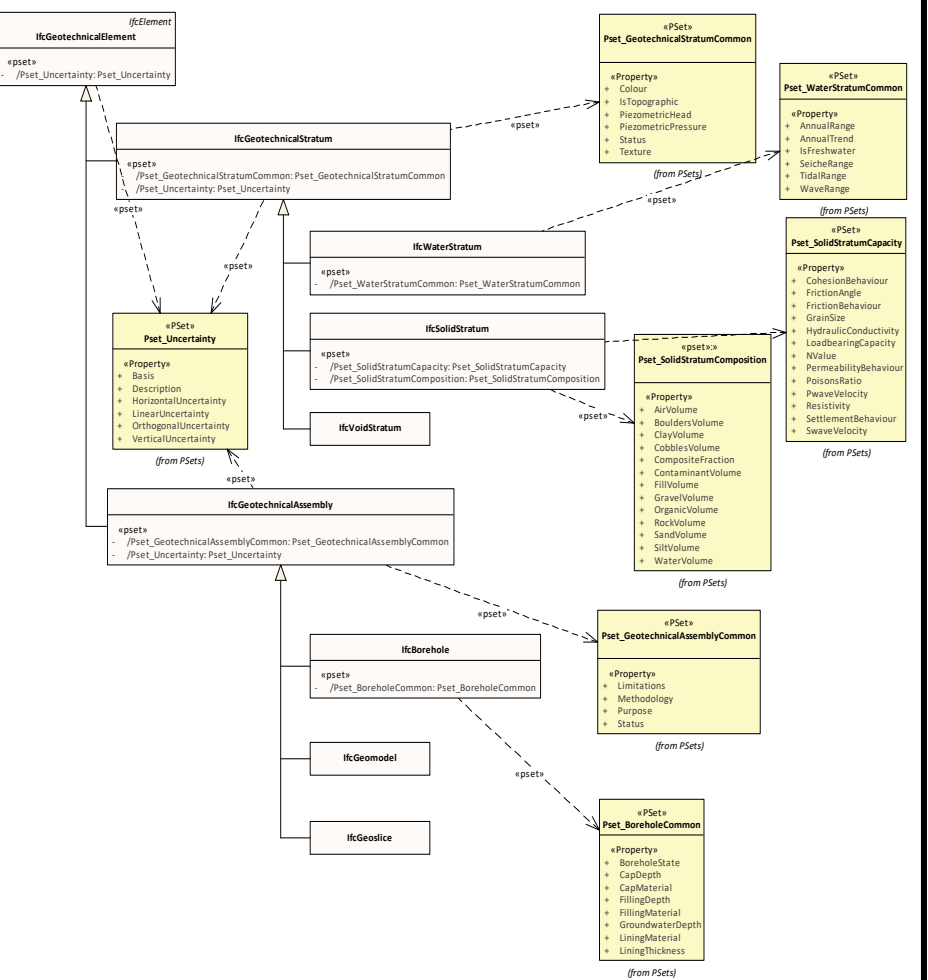 IfcElement
IfcGeotechnicalElement
«pset»
- /Pset_Uncertainty: Pset_Uncertainty
IfcGeotechnicalStratum
«pset»
/Pset_GeotechnicalStratumCommon: Pset_GeotechnicalStratumCommon
- /Pset_Uncertainty: Pset_Uncertainty
«PSet»
Pset_GeotechnicalStratumCommon
«Property»
+ Colour
+ IsTopographic
+ PiezometricHead
+ PiezometricPressure
+ Status
+ Texture
(from PSets)
«pset»
«PSet»
Pset_WaterStratumCommon
«Property»
+ AnnualRange
+ AnnualTrend
+ IsFreshwater
+ SeicheRange
+ TidalRange
+ WaveRange
(from PSets)
«pset»
«pset»
«pset»
IfcWaterStratum
«pset»
- /Pset_WaterStratumCommon: Pset_WaterStratumCommon
IfcSolidStratum
«pset»
- /Pset_SolidStratumCapacity: Pset_SolidStratumCapacity
- /Pset_SolidStratumComposition: Pset_SolidStratumComposition
IfcVoidStratum
«PSet»
Pset_SolidStratumCapacity
«Property»
+ CohesionBehaviour
+ FrictionAngle
+ FrictionBehaviour
+ GrainSize
+ HydraulicConductivity
+ LoadbearingCapacity
+ NValue
+ PermeabilityBehaviour
+ PoisonsRatio
+ PwaveVelocity
+ Resistivity
+ SettlementBehaviour
+ SwaveVelocity
(from PSets)
«pset»:»
Pset_SolidStratumComposition
«Property»
+ AirVolume
+ BouldersVolume
+ ClayVolume
+ CobblesVolume
+ CompositeFraction
+ ContaminantVolume
+ FillVolume
+ GravelVolume
+ OrganicVolume
+ RockVolume
+ SandVolume
+ SiltVolume
+ WaterVolume
(from PSets)
«pset»
«PSet»
Pset_Uncertainty
«Property»
+ Basis
+ Description
+ HorizontalUncertainty
+ LinearUncertainty
+ OrthogonalUncertainty
+ VerticalUncertainty
(from PSets)
«pset»
IfcGeotechnicalAssembly
«pset»
- /Pset_GeotechnicalAssemblyCommon: Pset_GeotechnicalAssemblyCommon
- /Pset_Uncertainty: Pset_Uncertainty
«pset»
«PSet»
Pset_GeotechnicalAssemblyCommon
«Property»
+ Limitations
+ Methodology
+ Purpose
+ Status
(from PSets)
IfcBorehole
«pset»
- /Pset_BoreholeCommon: Pset_BoreholeCommon
IfcGeomodel
IfcGeoslice
«pset»
«PSet»
Pset_BoreholeCommon
«Property»
+ BoreholeState
+ CapDepth
+ CapMaterial
+ FillingDepth
+ FillingMaterial
+ GroundwaterDepth
+ LiningMaterial
+ LiningThickness
(from PSets)